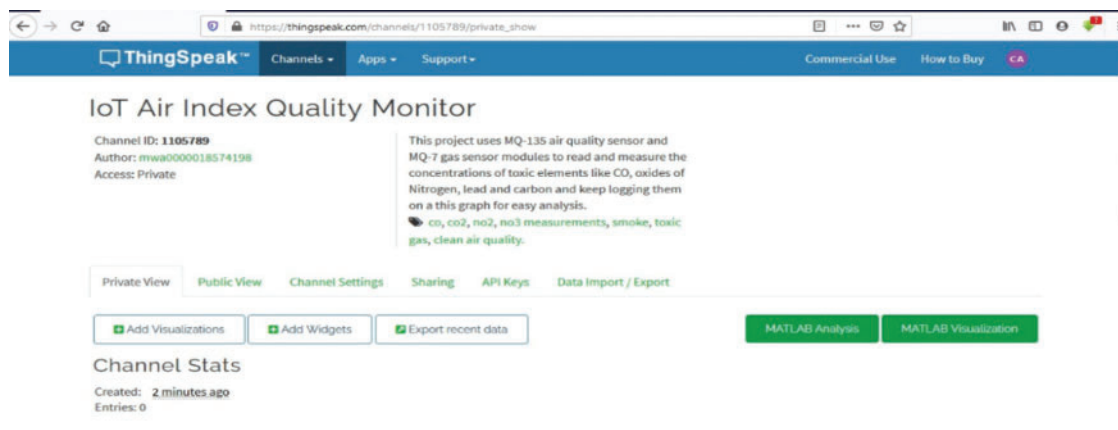 https://thingspeak.com/channels/1105789/private_show
ThingSpeak™ Channels Apps Support Commercial Use How to Buy CA
IoT Air Index Quality Monitor
Channel ID: 1105789
Author: mwa0000018574198
Access: Private
This project uses MQ-135 air quality sensor and
MQ-7 gas sensor modules to read and measure the
concentrations of toxic elements like CO, oxides of
Nitrogen, lead and carbon and keep logging them
on a this graph for easy analysis.
co, co2, no2, no3 measurements, smoke, toxic
gas, clean air quality.
Private View Public View Channel Settings Sharing API Keys Data Import / Export
Add Visualizations Add Widgets Export recent data MATLAB Analysis MATLAB Visualization
Channel Stats
Created: 2 minutes ago
Entries: 0